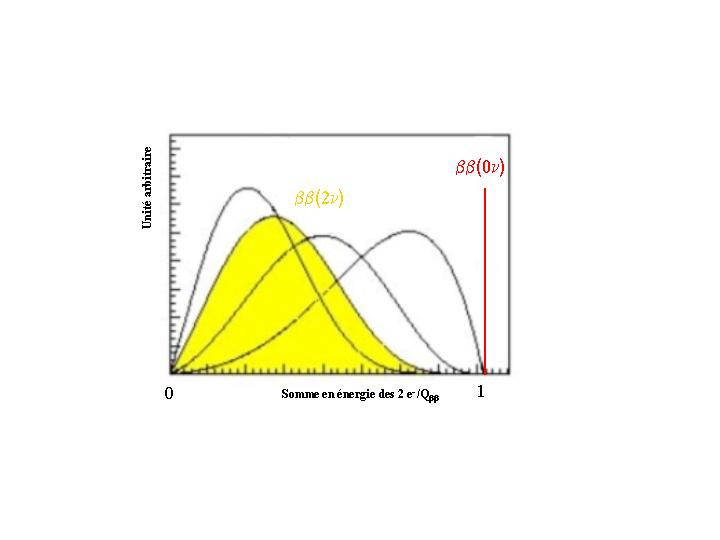 ββ(0ν)
ββ(2ν)
Unité arbitraire
0
Somme en énergie des 2 e-/Qββ
1